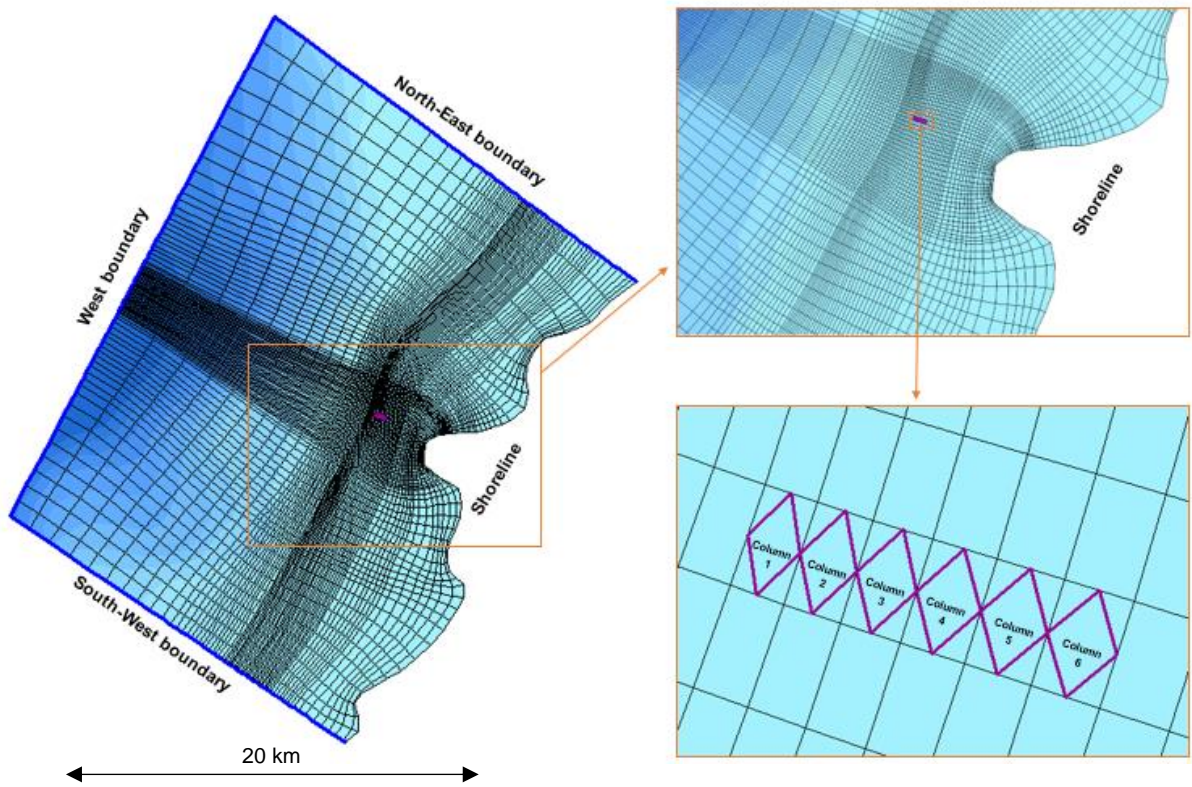 North-East boundary
West boundary
South-West boundary
Shoreline
20 km
Shoreline
Column
1
Column
2
Column
3
Column
4
Column
5
Column
6